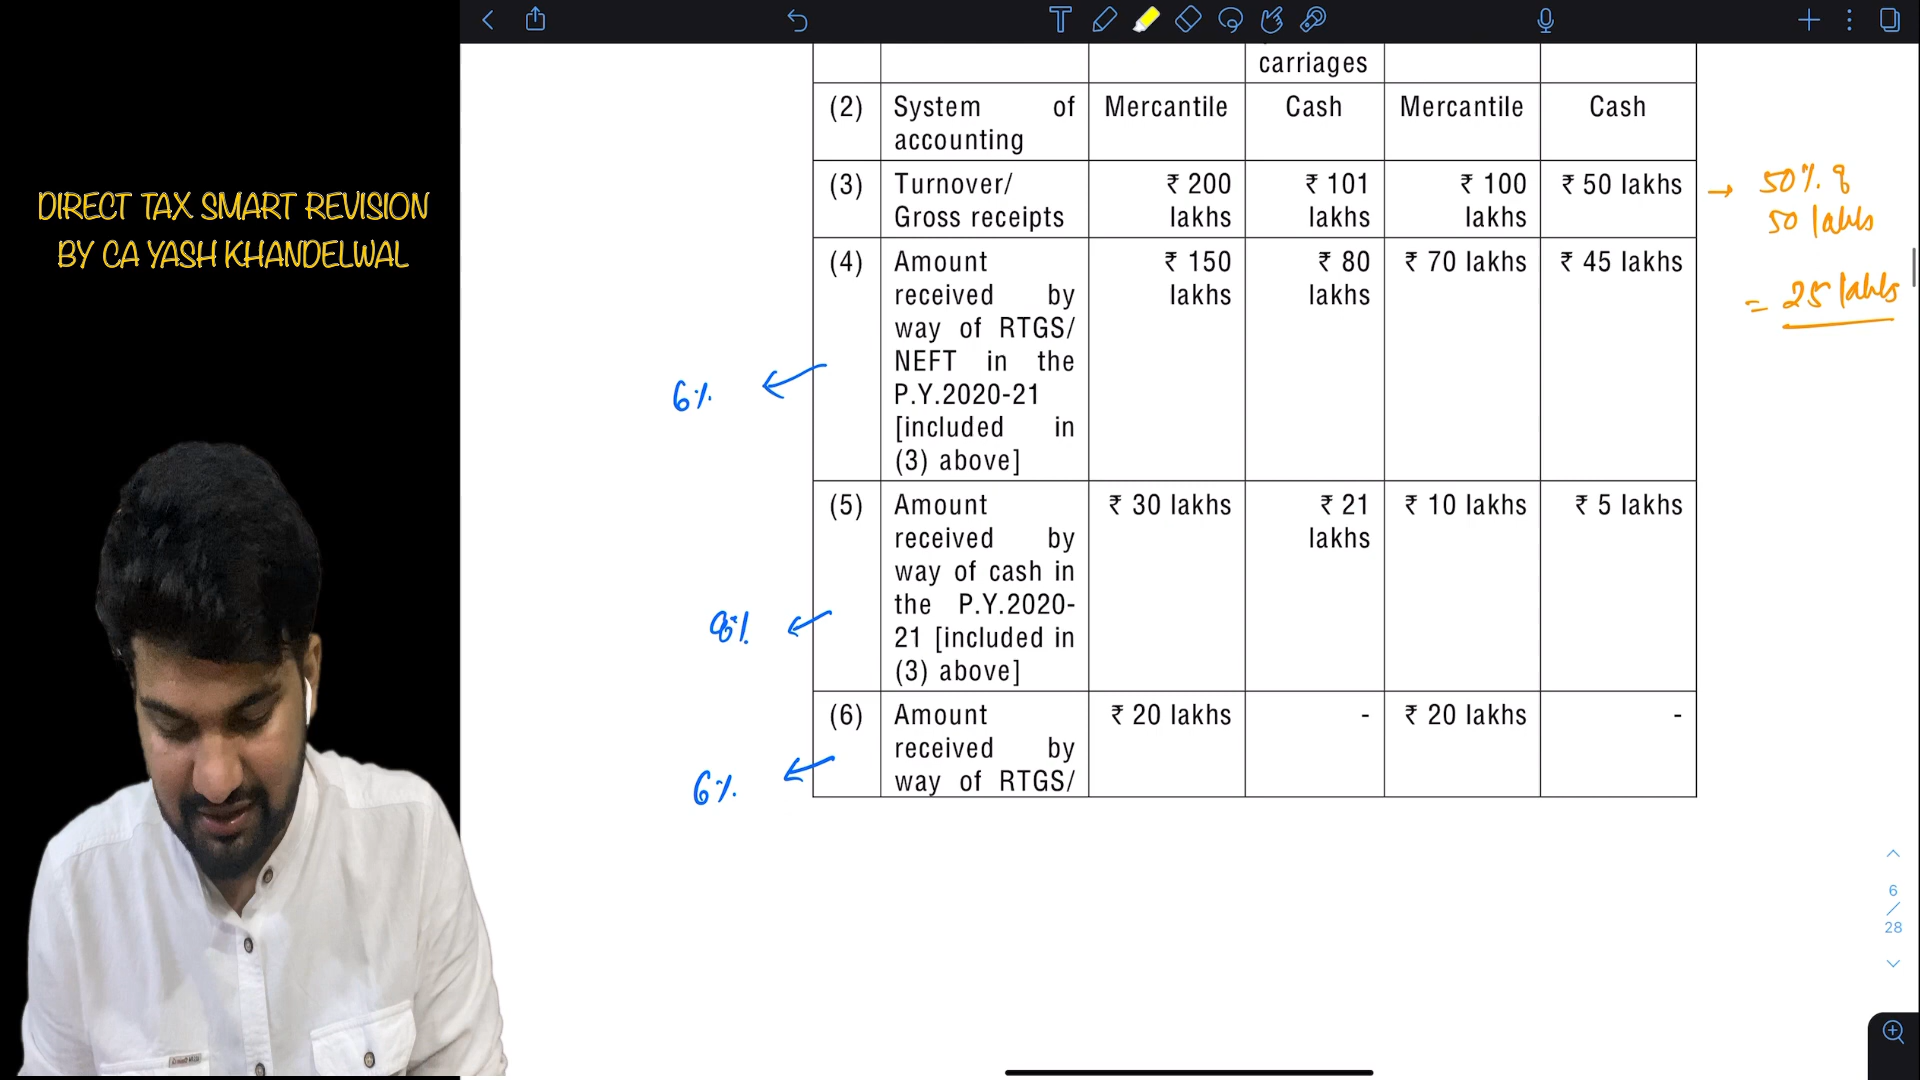 DIRECT TAX SMART REVISION
BY CA YASH KHANDELWAL
carriages
(2) System of accounting Mercantile Cash Mercantile Cash
(3) Turnover/ Gross receipts ₹ 200 lakhs ₹ 101 lakhs ₹ 100 lakhs ₹ 50 lakhs
→ 50% of
50 lakhs
= 25 lakhs
(4) Amount received by way of RTGS/ NEFT in the P.Y.2020-21 [included in (3) above] ₹ 150 lakhs ₹ 80 lakhs ₹ 70 lakhs ₹ 45 lakhs
6%
(5) Amount received by way of cash in the P.Y.2020-21 [included in (3) above] ₹ 30 lakhs ₹ 21 lakhs ₹ 10 lakhs ₹ 5 lakhs
8%
(6) Amount received by way of RTGS/ ₹ 20 lakhs - ₹ 20 lakhs -
6%
6
/
28